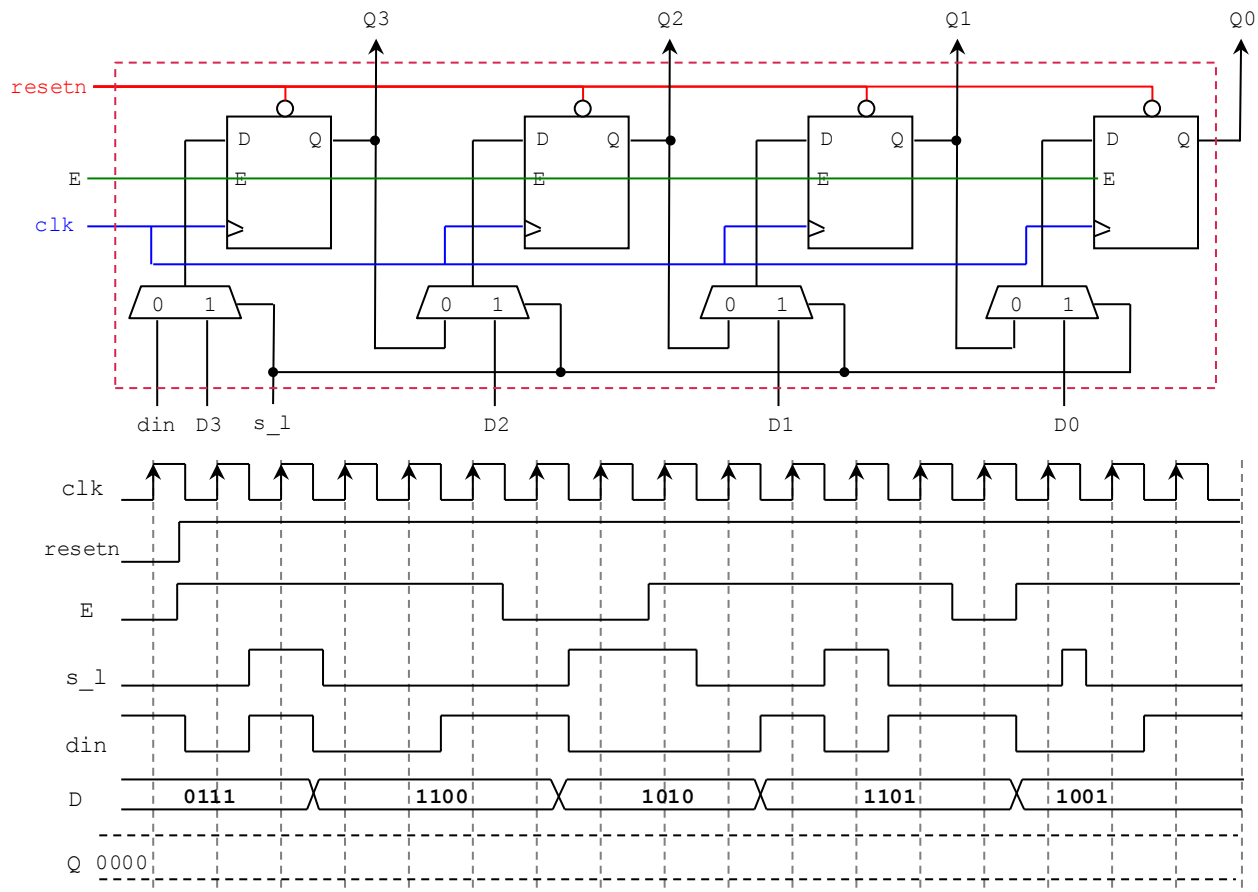 Q3 Q2 Q1 Q0
resetn
D Q D Q D Q D Q
E E E E E
clk
0 1 0 1 0 1 0 1
din D3 s_l D2 D1 D0
clk
resetn
E
s_l
din
D 0111 1100 1010 1101 1001
Q 0000